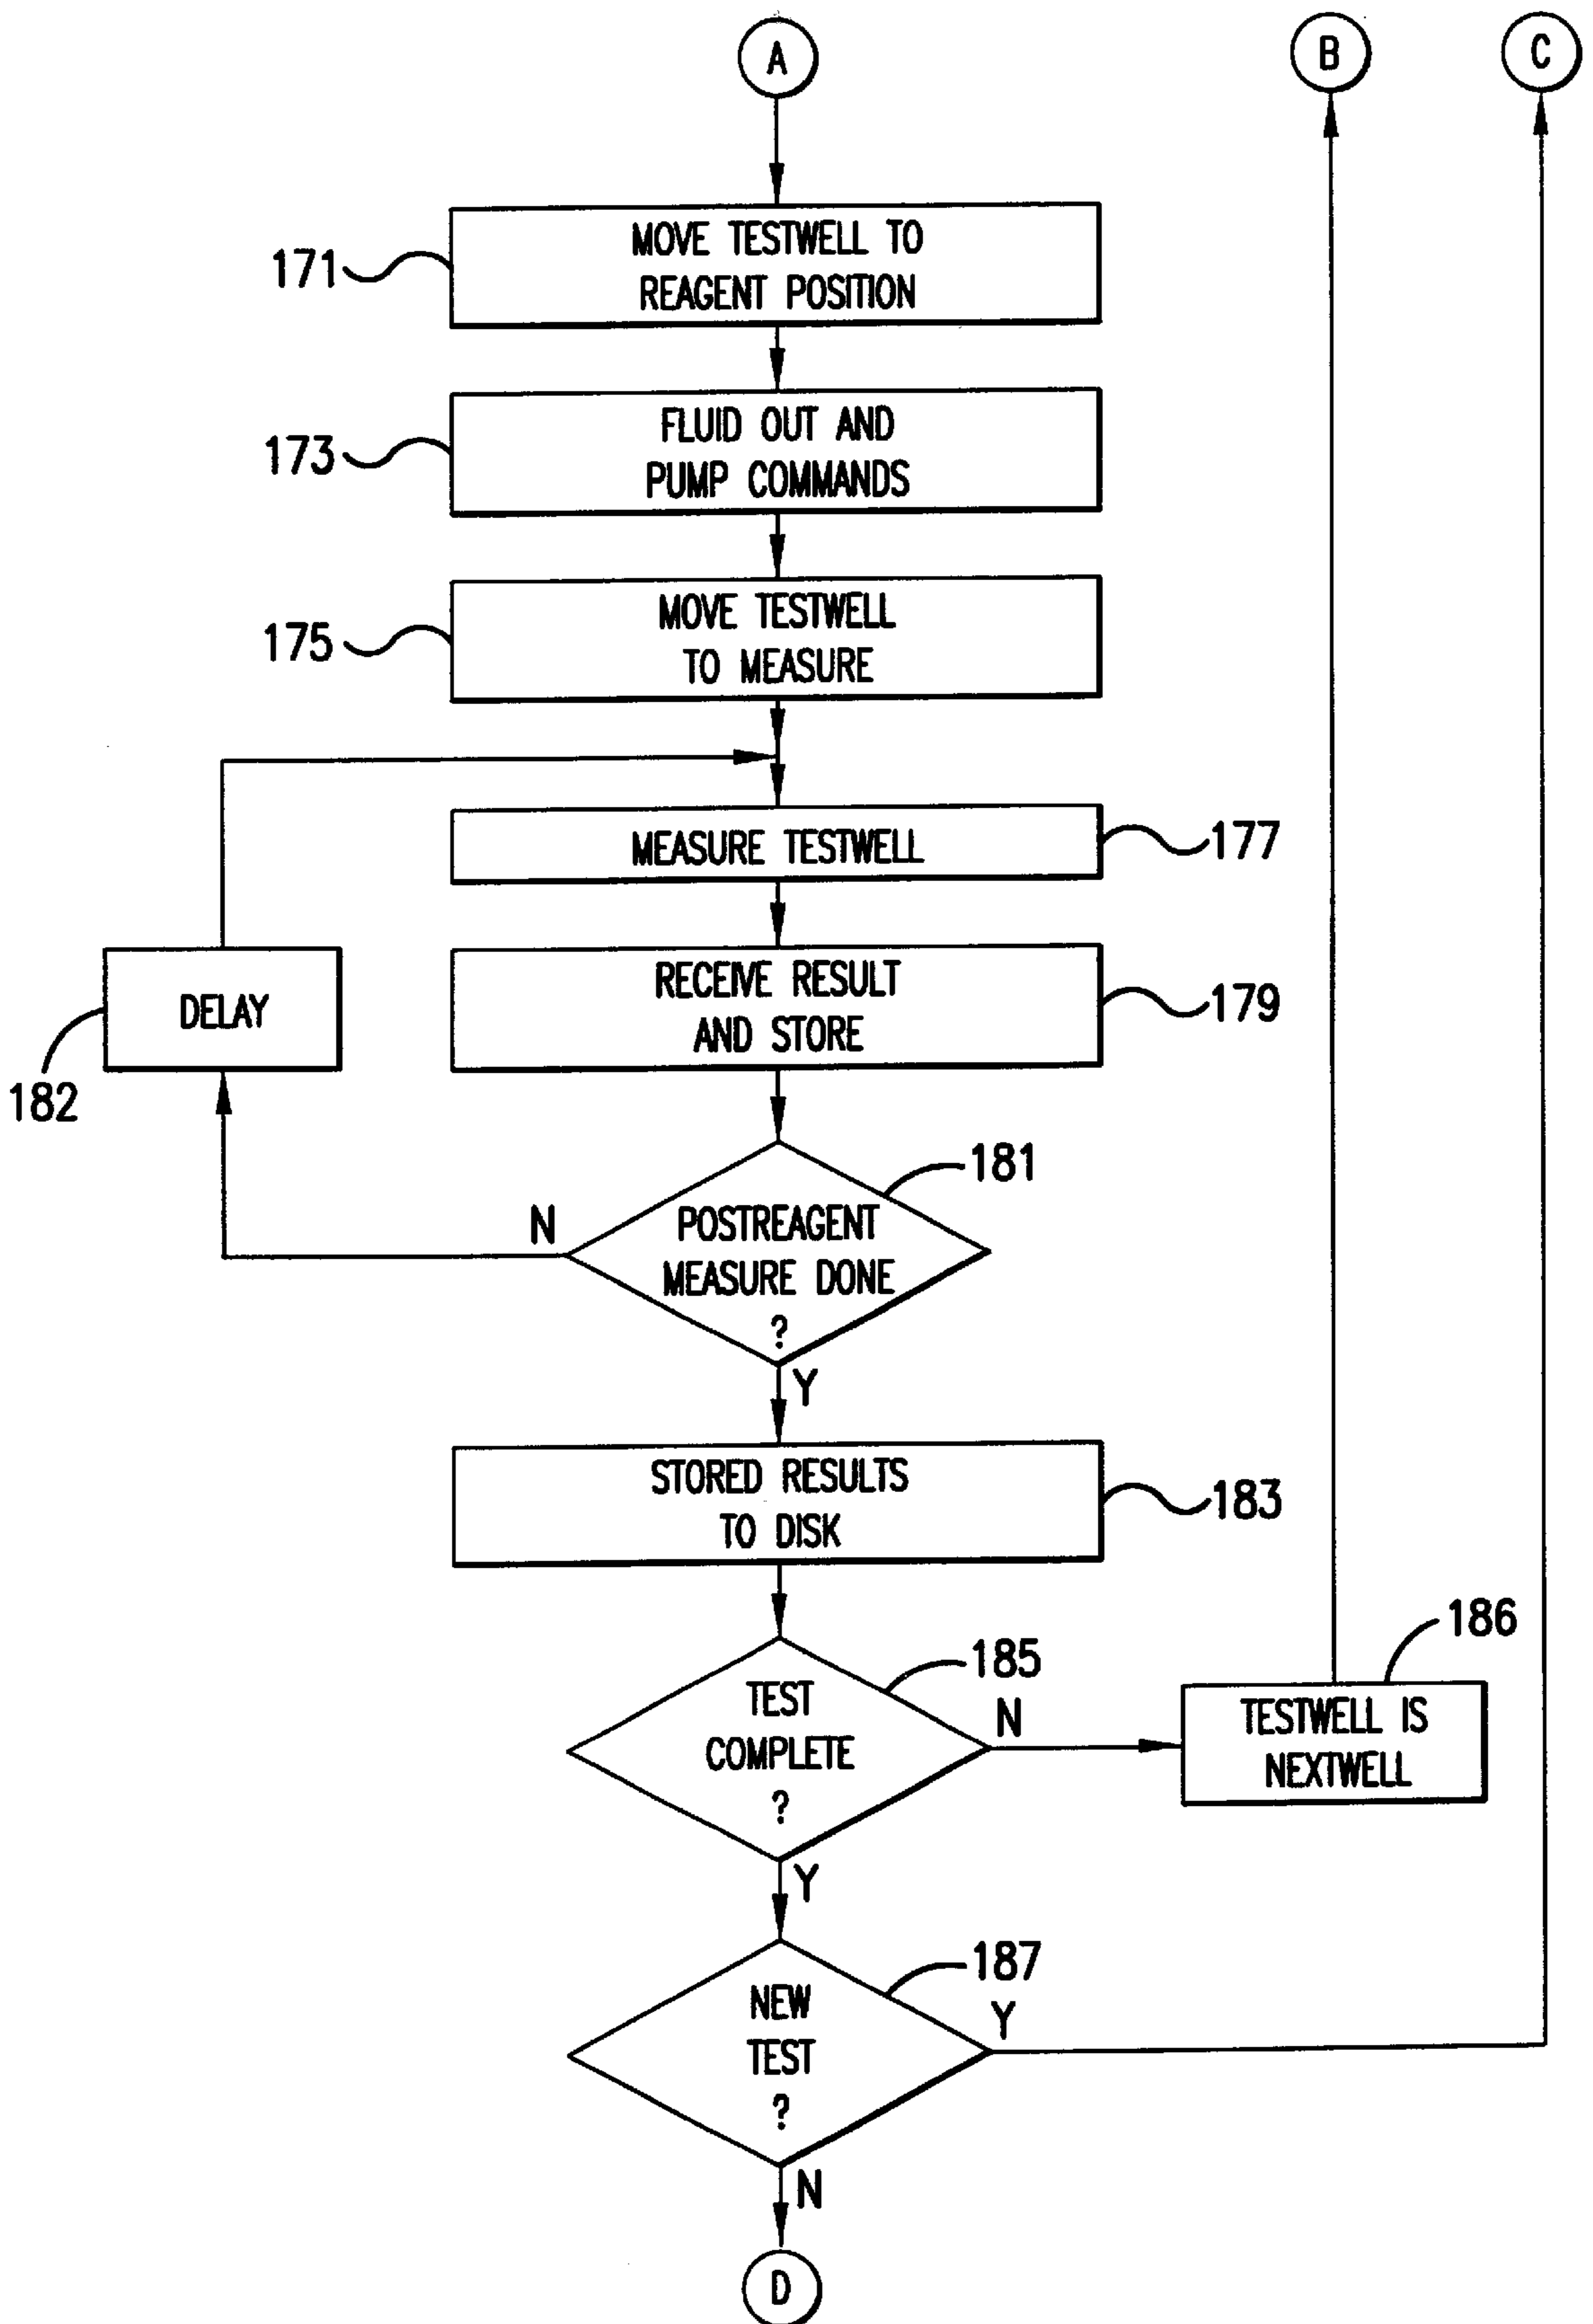 A
B
C
MOVE TESTWELL TO
REAGENT POSITION
171
FLUID OUT AND
PUMP COMMANDS
173
MOVE TESTWELL
TO MEASURE
175
MEASURE TESTWELL
177
RECEIVE RESULT
AND STORE
179
DELAY
182
181
POSTREAGENT
MEASURE DONE
?
N
Y
STORED RESULTS
TO DISK
183
185
TEST
COMPLETE
?
N
186
TESTWELL IS
NEXTWELL
Y
187
NEW
TEST
?
Y
N
D